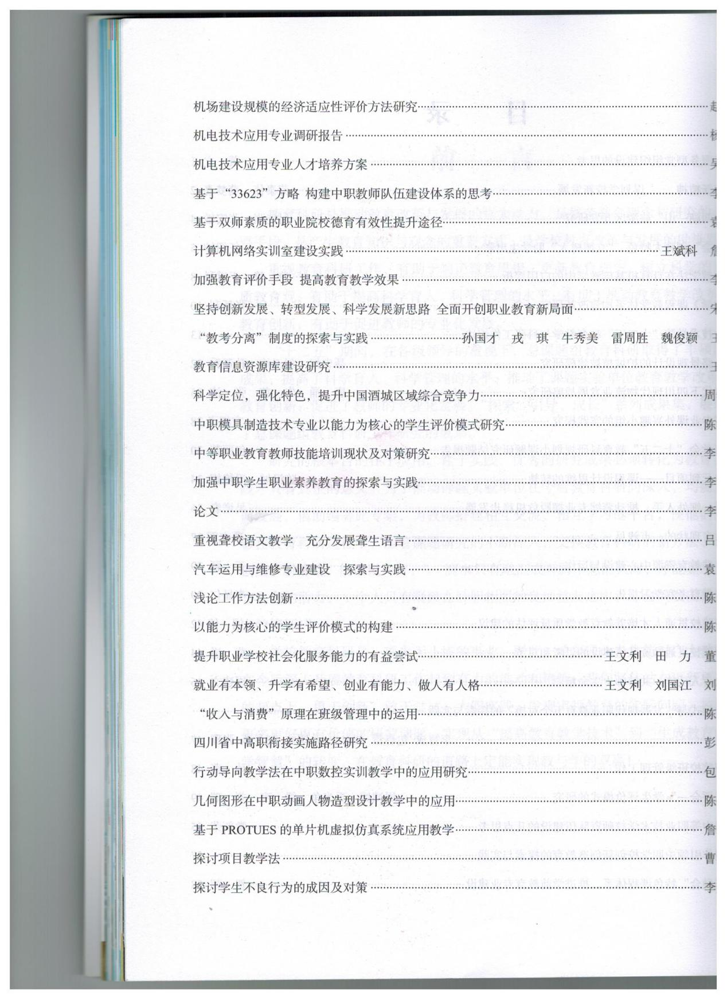 机场建设规模的经济适应性评价方法研究
机电技术应用专业调研报告
机电技术应用专业人才培养方案
基于“33623”方略 构建中职教师队伍建设体系的思考
基于双师素质的职业院校德育有效性提升途径
计算机网络实训室建设实践 王斌科
加强教育评价手段 提高教育教学效果
坚持创新发展、转型发展、科学发展新思路 全面开创职业教育新局面
“教考分离”制度的探索与实践 孙国才 戎 琪 牛秀美 雷周胜 魏俊颖
教育信息资源库建设研究
科学定位，强化特色，提升中国酒城区域综合竞争力 周
中职模具制造技术专业以能力为核心的学生评价模式研究 陈
中等职业教育教师技能培训现状及对策研究 李
加强中职学生职业素养教育的探索与实践 李
论文 李
重视聋校语文教学 充分发展聋生语言 吕
汽车运用与维修专业建设 探索与实践 袁
浅论工作方法创新 陈
以能力为核心的学生评价模式的构建 陈
提升职业学校社会化服务能力的有益尝试 王文利 田 力 董
就业有本领、升学有希望、创业有能力、做人有人格 王文利 刘国江 刘
“收入与消费”原理在班级管理中的运用 陈
四川省中高职衔接实施路径研究 彭
行动导向教学法在中职数控实训教学中的应用研究 包
几何图形在中职动画人物造型设计教学中的应用 陈
基于 PROTUES 的单片机虚拟仿真系统应用教学 詹
探讨项目教学法 曹
探讨学生不良行为的成因及对策 李